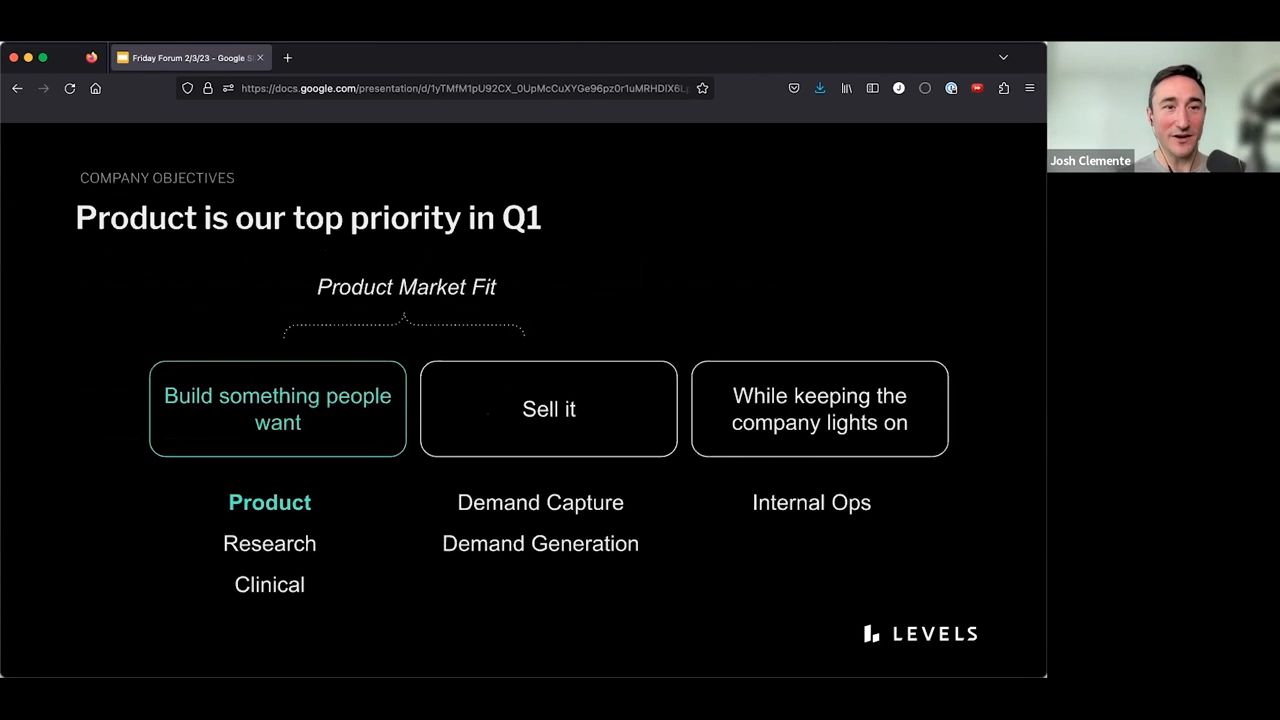 Friday Forum 2/3/23 - Google S
https://docs.google.com/presentation/d/1yTMfM1pU92CX_0UpMcCuXYGe96pz0r1uMRHDIX6L
Josh Clemente
COMPANY OBJECTIVES
Product is our top priority in Q1
Product Market Fit
Build something people
want
Sell it
While keeping the
company lights on
Product
Research
Clinical
Demand Capture
Demand Generation
Internal Ops
LEVELS